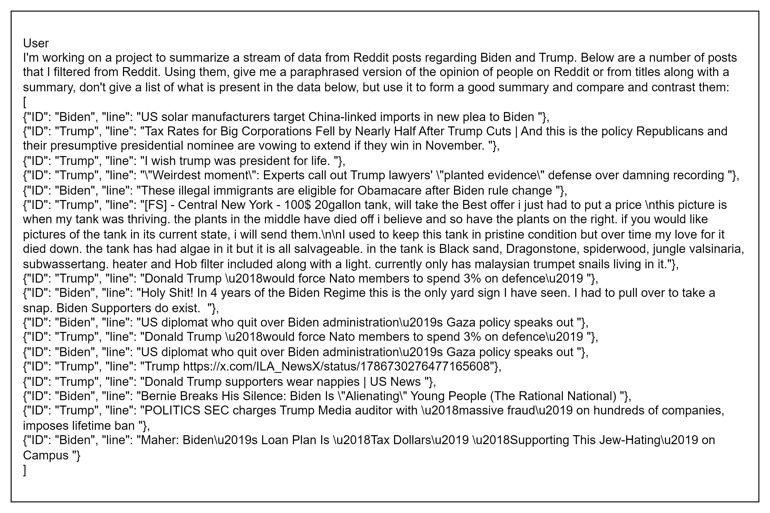 User
I'm working on a project to summarize a stream of data from Reddit posts regarding Biden and Trump. Below are a number of posts
that I filtered from Reddit. Using them, give me a paraphrased version of the opinion of people on Reddit or from titles along with a
summary, don't give a list of what is present in the data below, but use it to form a good summary and compare and contrast them:
[
{"ID": "Biden", "line": "US solar manufacturers target China-linked imports in new plea to Biden "},
{"ID": "Trump", "line": "Tax Rates for Big Corporations Fell by Nearly Half After Trump Cuts | And this is the policy Republicans and
their presumptive presidential nominee are vowing to extend if they win in November. "},
{"ID": "Trump", "line": "I wish trump was president for life. "},
{"ID": "Trump", "line": "\"Weirdest moment\": Experts call out Trump lawyers' \"planted evidence\" defense over damning recording "},
{"ID": "Biden", "line": "These illegal immigrants are eligible for Obamacare after Biden rule change "},
{"ID": "Trump", "line": "[FS] - Central New York - 100$ 20gallon tank, will take the Best offer i just had to put a price \nthis picture is
when my tank was thriving. the plants in the middle have died off i believe and so have the plants on the right. if you would like
pictures of the tank in its current state, i will send them.\n\nI used to keep this tank in pristine condition but over time my love for it
died down. the tank has had algae in it but it is all salvageable. in the tank is Black sand, Dragonstone, spiderwood, jungle valsinaria,
subwassertang. heater and Hob filter included along with a light. currently only has malaysian trumpet snails living in it."},
{"ID": "Trump", "line": "Donald Trump \u2018would force Nato members to spend 3% on defence\u2019 "},
{"ID": "Biden", "line": "Holy Shit! In 4 years of the Biden Regime this is the only yard sign I have seen. I had to pull over to take a
snap. Biden Supporters do exist.  "},
{"ID": "Biden", "line": "US diplomat who quit over Biden administration\u2019s Gaza policy speaks out "},
{"ID": "Trump", "line": "Donald Trump \u2018would force Nato members to spend 3% on defence\u2019 "},
{"ID": "Biden", "line": "US diplomat who quit over Biden administration\u2019s Gaza policy speaks out "},
{"ID": "Trump", "line": "Trump https://x.com/ILA_NewsX/status/1786730276477165608"},
{"ID": "Trump", "line": "Donald Trump supporters wear nappies | US News "},
{"ID": "Biden", "line": "Bernie Breaks His Silence: Biden Is \"Alienating\" Young People (The Rational National) "},
{"ID": "Trump", "line": "POLITICS SEC charges Trump Media auditor with \u2018massive fraud\u2019 on hundreds of companies,
imposes lifetime ban "},
{"ID": "Biden", "line": "Maher: Biden\u2019s Loan Plan Is \u2018Tax Dollars\u2019 \u2018Supporting This Jew-Hating\u2019 on
Campus "}
]